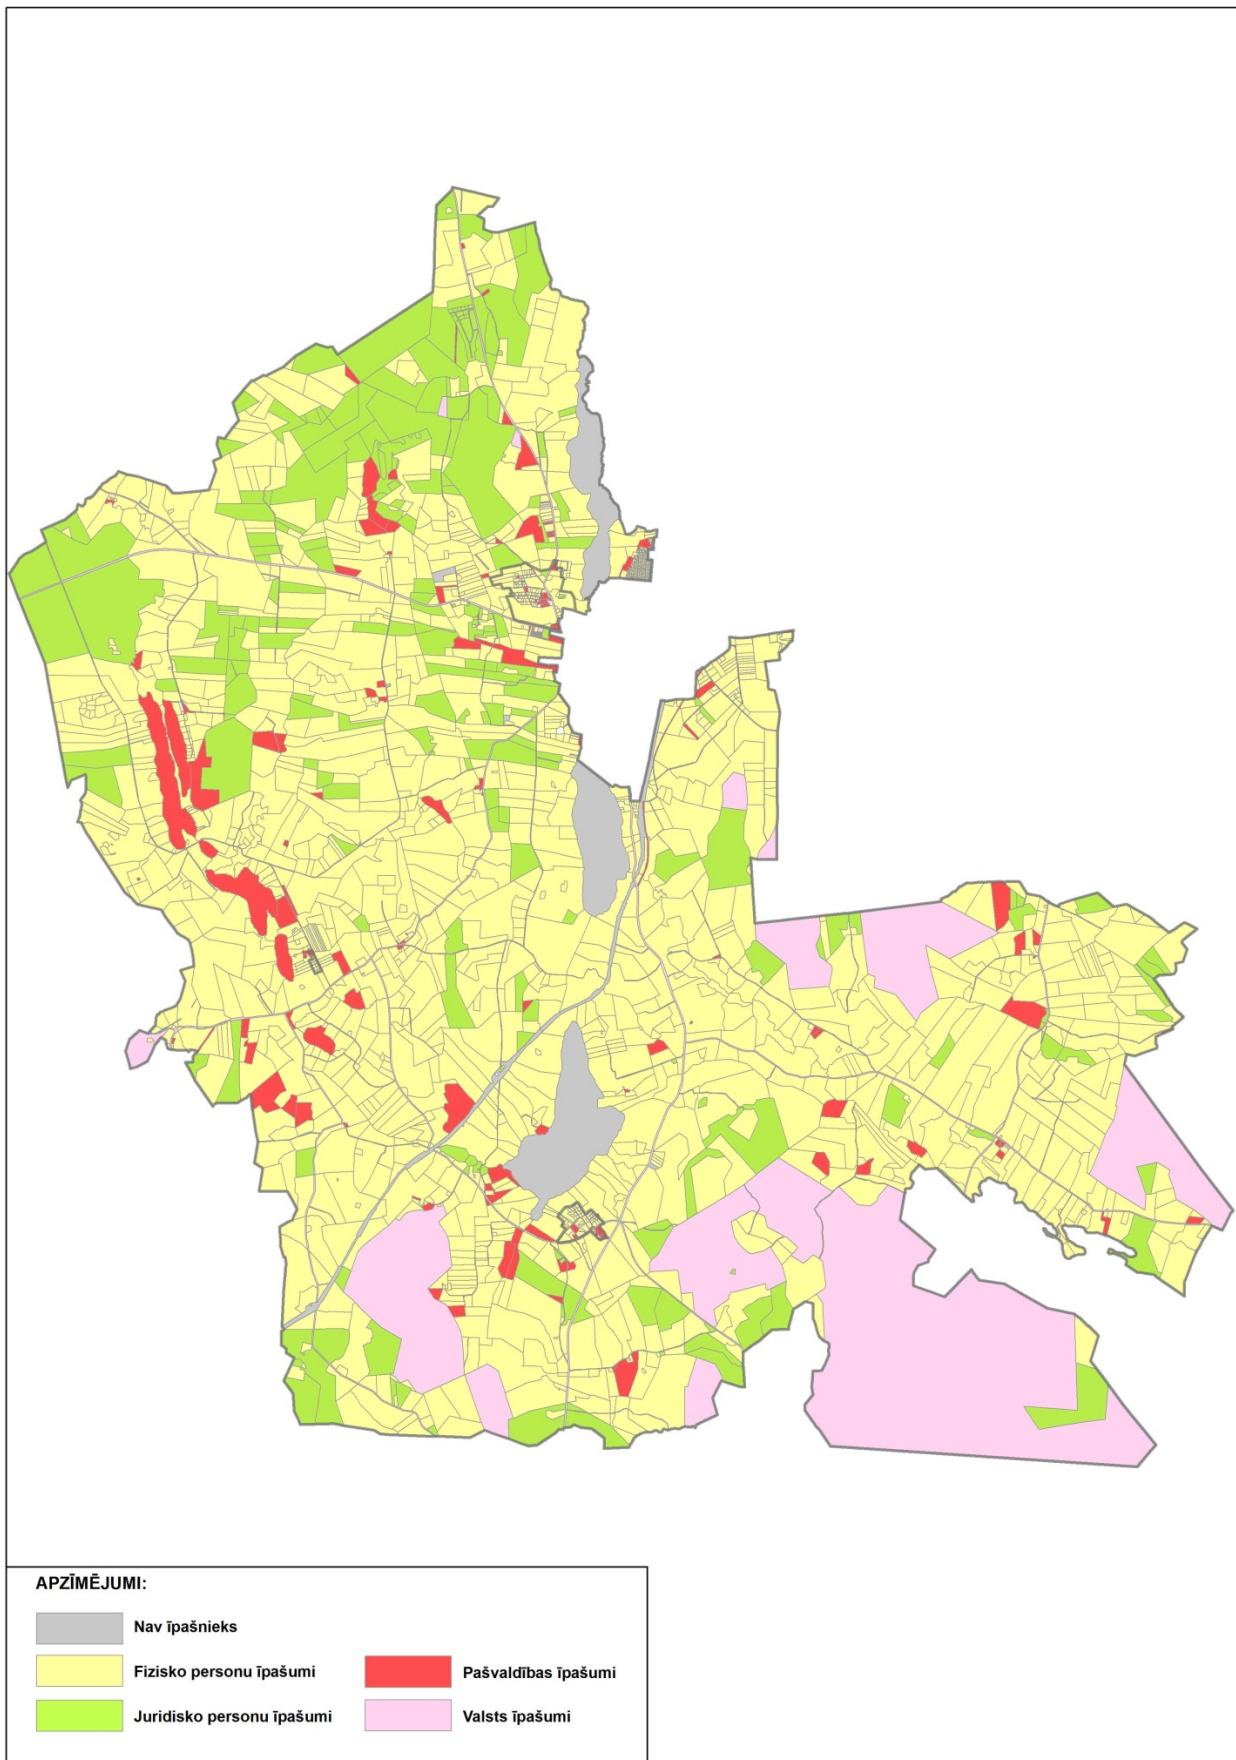 APZĪMĒJUMI:
Nav īpašnieks
Fizisko personu īpašumi
Pašvaldības īpašumi
Juridisko personu īpašumi
Valsts īpašumi